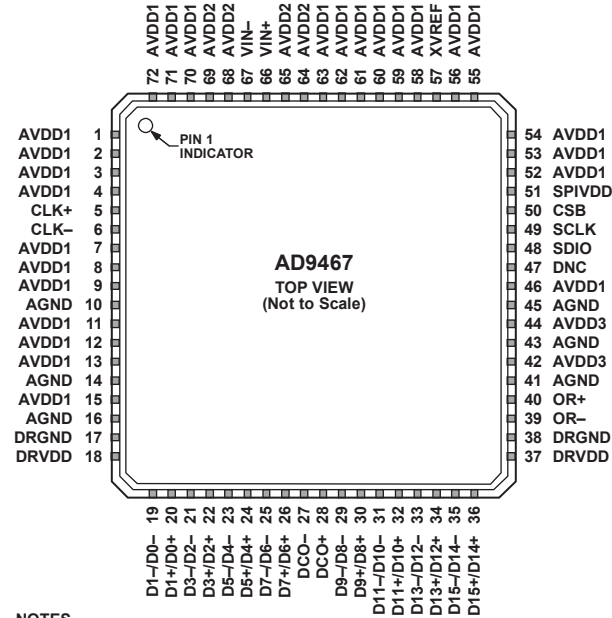 72 AVDD1
71 AVDD1
70 AVDD1
69 AVDD2
68 AVDD2
67 VIN–
66 VIN+
65 AVDD2
64 AVDD2
63 AVDD1
62 AVDD1
61 AVDD1
60 AVDD1
59 AVDD1
58 AVDD1
57 XVREF
56 AVDD1
55 AVDD1
AVDD1 1
AVDD1 2
AVDD1 3
AVDD1 4
CLK+ 5
CLK– 6
AVDD1 7
AVDD1 8
AVDD1 9
AGND 10
AVDD1 11
AVDD1 12
AVDD1 13
AGND 14
AVDD1 15
AGND 16
DRGND 17
DRVDD 18
PIN 1
INDICATOR
AD9467
TOP VIEW
(Not to Scale)
54 AVDD1
53 AVDD1
52 AVDD1
51 SPIVDD
50 CSB
49 SCLK
48 SDIO
47 DNC
46 AVDD1
45 AGND
44 AVDD3
43 AGND
42 AVDD3
41 AGND
40 OR+
39 OR–
38 DRGND
37 DRVDD
D1–/D0– 19
D1+/D0+ 20
D3–/D2– 21
D3+/D2+ 22
D5–/D4– 23
D5+/D4+ 24
D7–/D6– 25
D7+/D6+ 26
DCO– 27
DCO+ 28
D9–/D8– 29
D9+/D8+ 30
D11–/D10– 31
D11+/D10+ 32
D13–/D12– 33
D13+/D12+ 34
D15–/D14– 35
D15+/D14+ 36